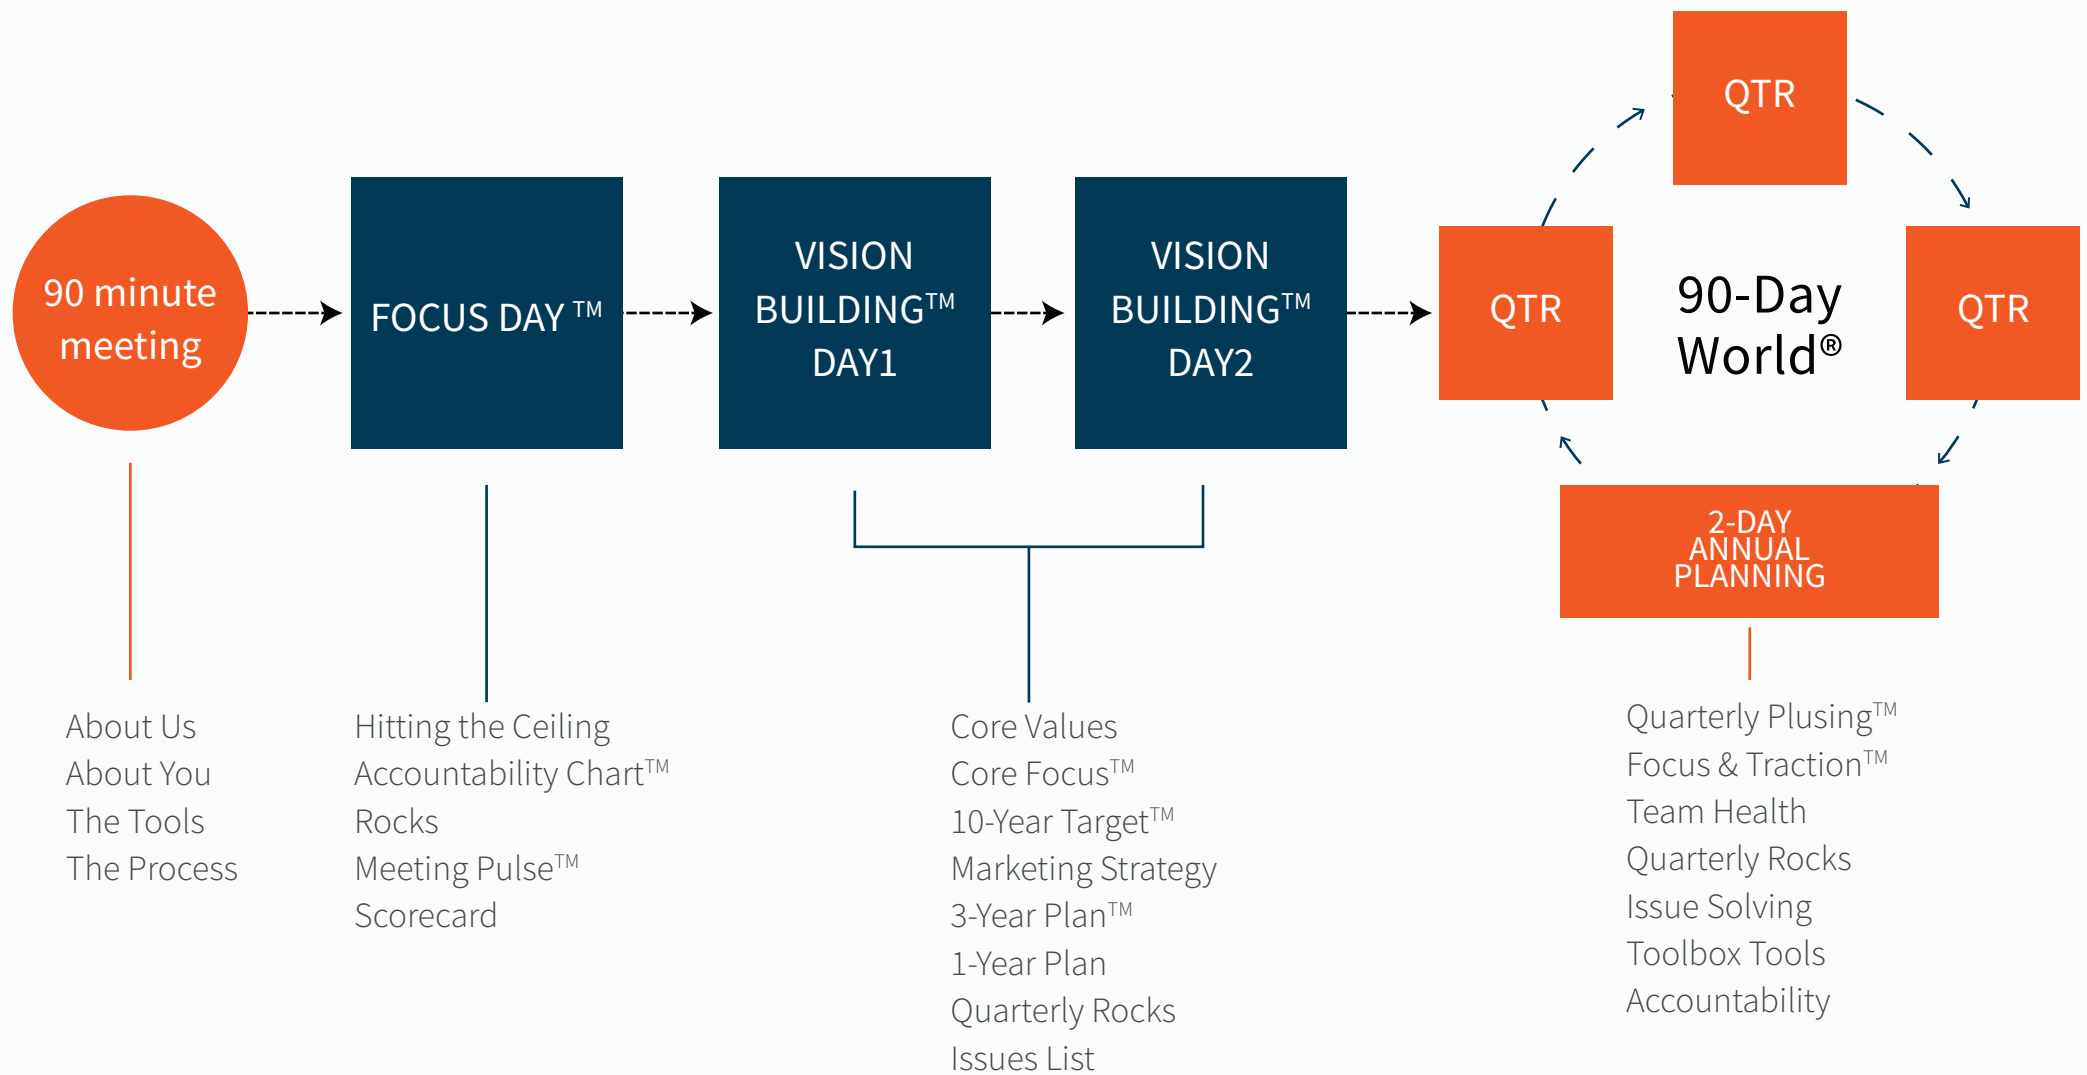 90 minute
meeting
FOCUS DAY ™
VISION
BUILDING™
DAY1
VISION
BUILDING™
DAY2
QTR
QTR
90-Day
World®
QTR
2-DAY
ANNUAL
PLANNING
About Us
About You
The Tools
The Process
Hitting the Ceiling
Accountability Chart™
Rocks
Meeting Pulse™
Scorecard
Core Values
Core Focus™
10-Year Target™
Marketing Strategy
3-Year Plan™
1-Year Plan
Quarterly Rocks
Issues List
Quarterly Plusing™
Focus & Traction™
Team Health
Quarterly Rocks
Issue Solving
Toolbox Tools
Accountability